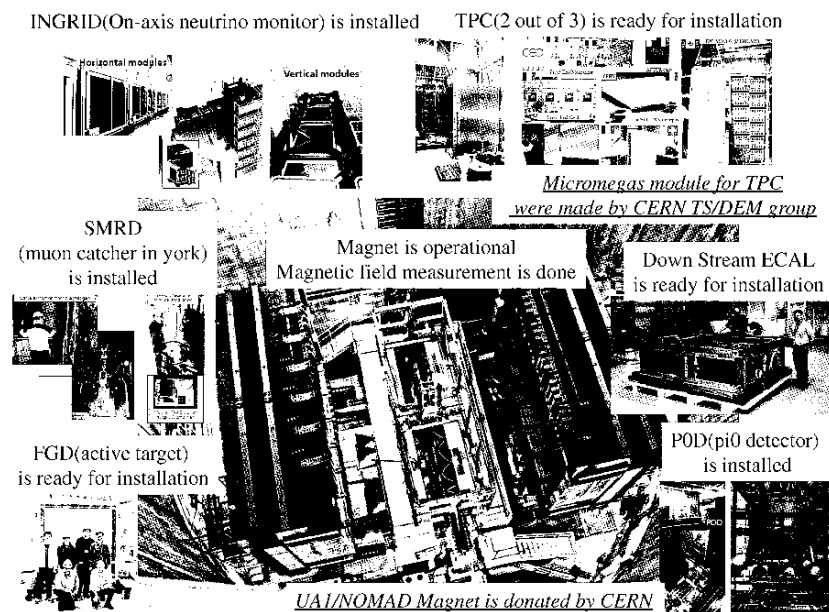 INGRID(On-axis neutrino monitor) is installed
TPC(2 out of 3) is ready for installation
Horizontal modules
Vertical modules
CERN
Micromegas module for TPC
were made by CERN TS/DEM group
SMRD
(muon catcher in york)
is installed
Magnet is operational
Magnetic field measurement is done
Down Stream ECAL
is ready for installation
FGD(active target)
is ready for installation
P0D(pi0 detector)
is installed
POD
UA1/NOMAD Magnet is donated by CERN